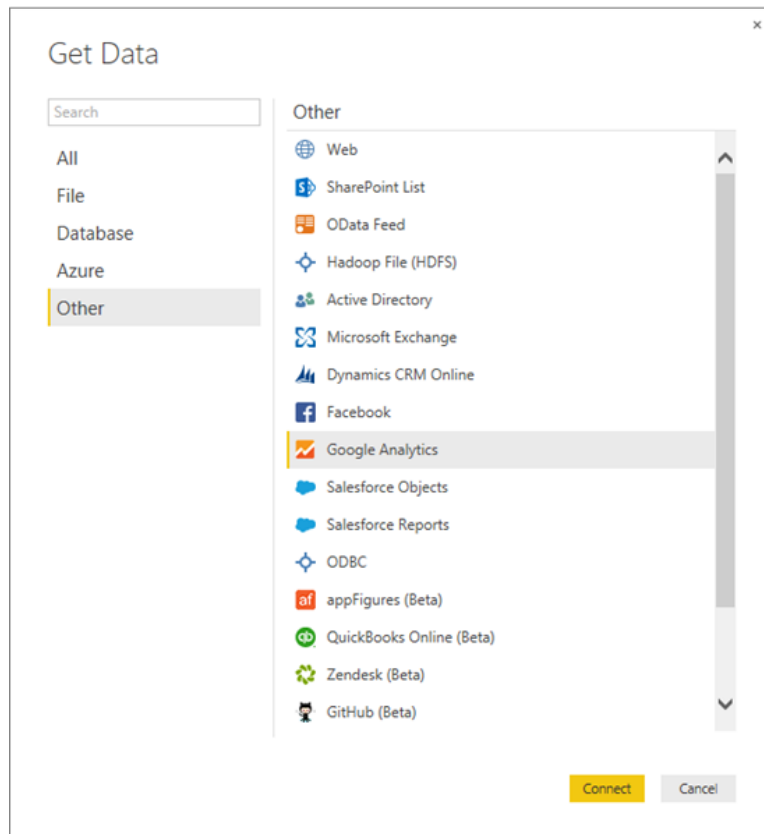 ×
Get Data
Search
All
File
Database
Azure
Other
Other
Web
SharePoint List
OData Feed
Hadoop File (HDFS)
Active Directory
Microsoft Exchange
Dynamics CRM Online
Facebook
Google Analytics
Salesforce Objects
Salesforce Reports
ODBC
af appFigures (Beta)
QuickBooks Online (Beta)
Zendesk (Beta)
GitHub (Beta)
Connect Cancel